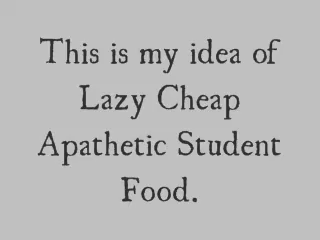 This is my idea of
Lazy Cheap
Apathetic Student
Food.